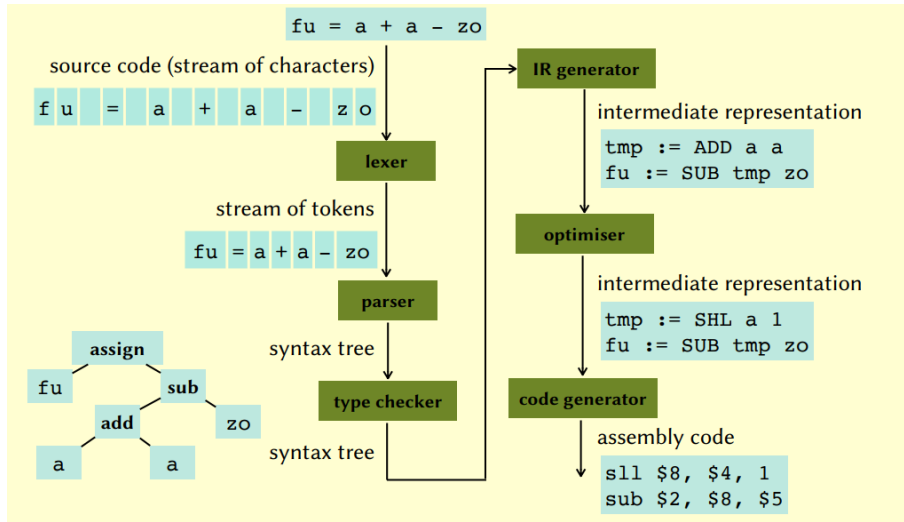 fu = a + a - zo
source code (stream of characters)
f u = a + a - z o
lexer
stream of tokens
fu = a + a - zo
parser
syntax tree
type checker
syntax tree
assign
fu sub
add zo
a a
IR generator
intermediate representation
tmp := ADD a a
fu := SUB tmp zo
optimiser
intermediate representation
tmp := SHL a 1
fu := SUB tmp zo
code generator
assembly code
sll $8, $4, 1
sub $2, $8, $5